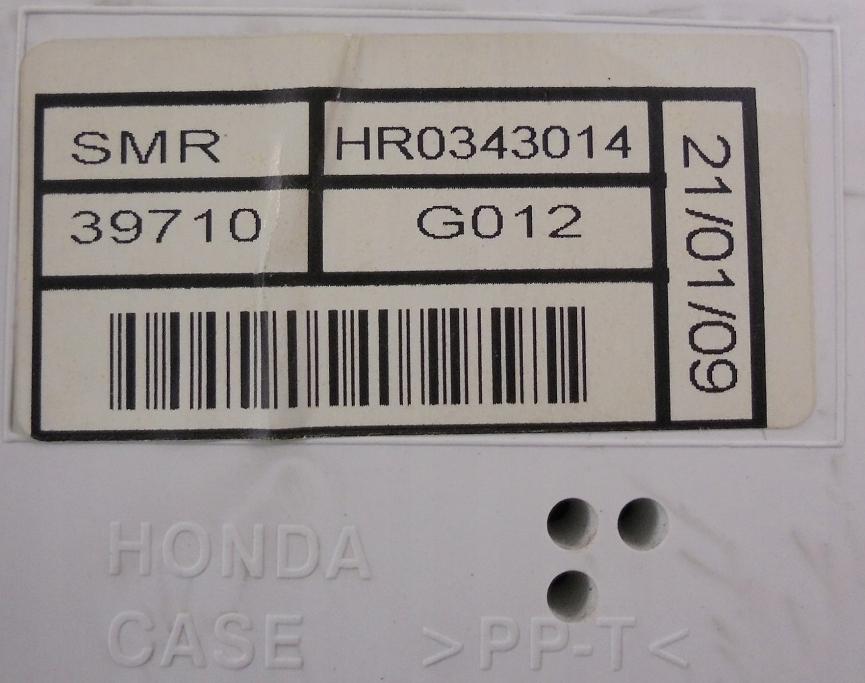 SMR HR0343014
39710 G012
21/01/09
HONDA
CASE >PP-T<